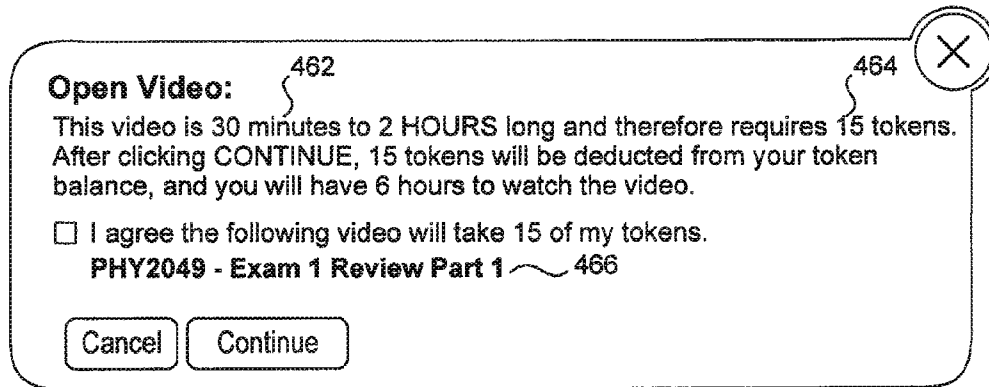 462
464
Open Video:
This video is 30 minutes to 2 HOURS long and therefore requires 15 tokens.
After clicking CONTINUE, 15 tokens will be deducted from your token
balance, and you will have 6 hours to watch the video.
☐ I agree the following video will take 15 of my tokens.
PHY2049 - Exam 1 Review Part 1 466
Cancel Continue